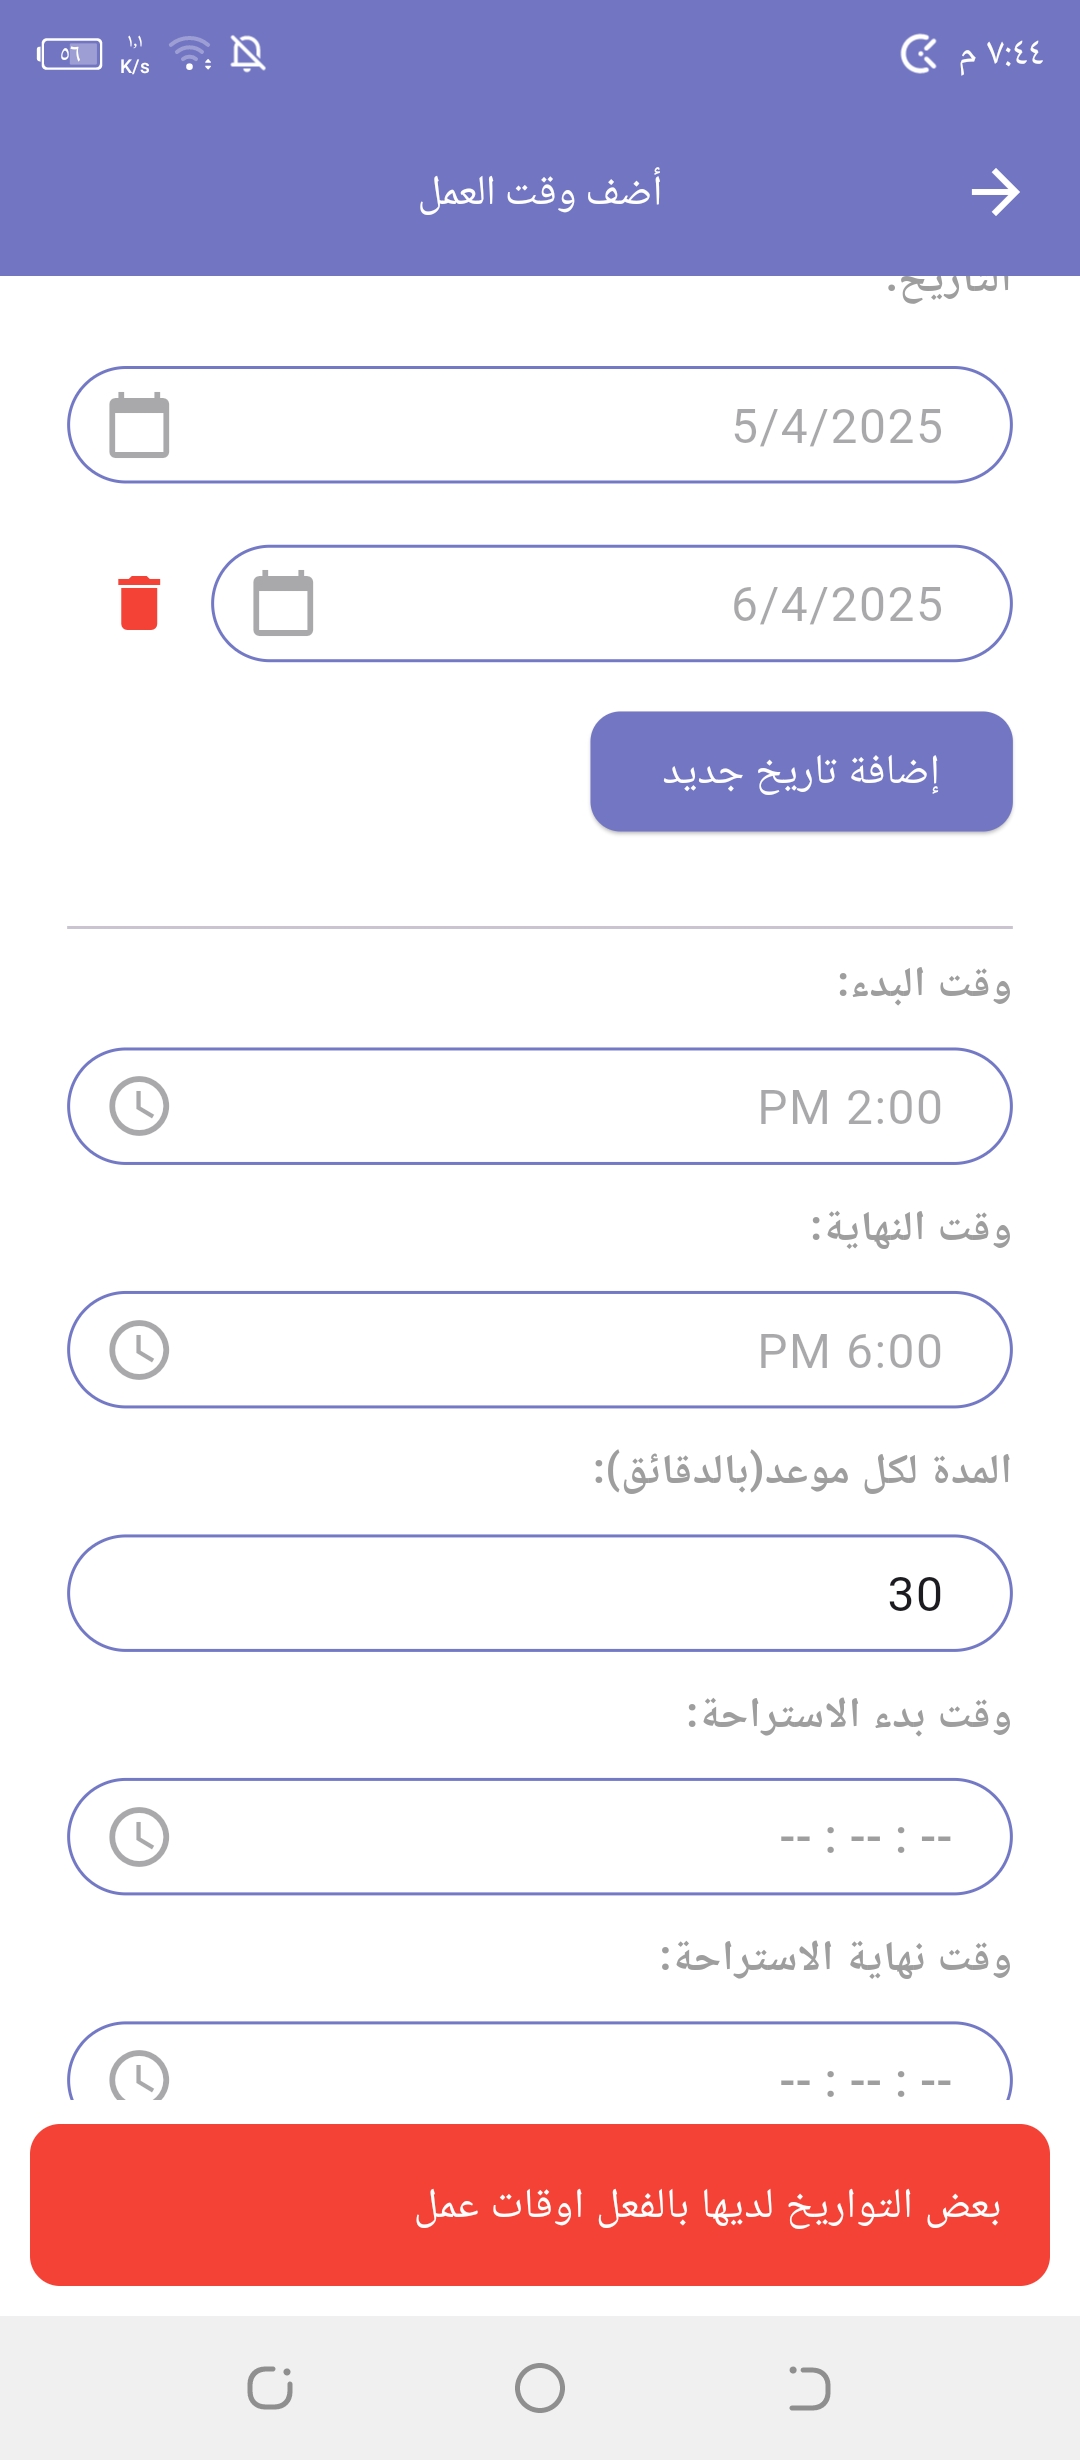 ٧:٤٤ م
١,١
K/s
٥٦
أضف وقت العمل
التاريخ:
5/4/2025
6/4/2025
إضافة تاريخ جديد
وقت البدء:
PM 2:00
وقت النهاية:
PM 6:00
المدة لكل موعد(بالدقائق):
30
وقت بدء الاستراحة:
-- : -- : --
وقت نهاية الاستراحة:
-- : -- : --
بعض التواريخ لديها بالفعل اوقات عمل